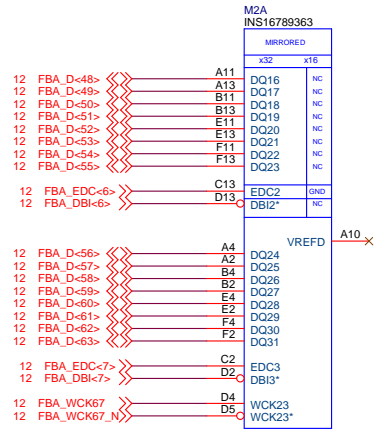 M2A
INS16789363
MIRRORED
x32 x16
12 FBA_D<48> A11 DQ16 NC
12 FBA_D<49> A13 DQ17 NC
12 FBA_D<50> B11 DQ18 NC
12 FBA_D<51> B13 DQ19 NC
12 FBA_D<52> E11 DQ20 NC
12 FBA_D<53> E13 DQ21 NC
12 FBA_D<54> F11 DQ22 NC
12 FBA_D<55> F13 DQ23 NC
12 FBA_EDC<6> C13 EDC2 GND
12 FBA_DBI<6> D13 DBI2* NC
VREFD A10
12 FBA_D<56> A4 DQ24
12 FBA_D<57> A2 DQ25
12 FBA_D<58> B4 DQ26
12 FBA_D<59> B2 DQ27
12 FBA_D<60> E4 DQ28
12 FBA_D<61> E2 DQ29
12 FBA_D<62> F4 DQ30
12 FBA_D<63> F2 DQ31
12 FBA_EDC<7> C2 EDC3
12 FBA_DBI<7> D2 DBI3*
12 FBA_WCK67 D4 WCK23
12 FBA_WCK67_N D5 WCK23*